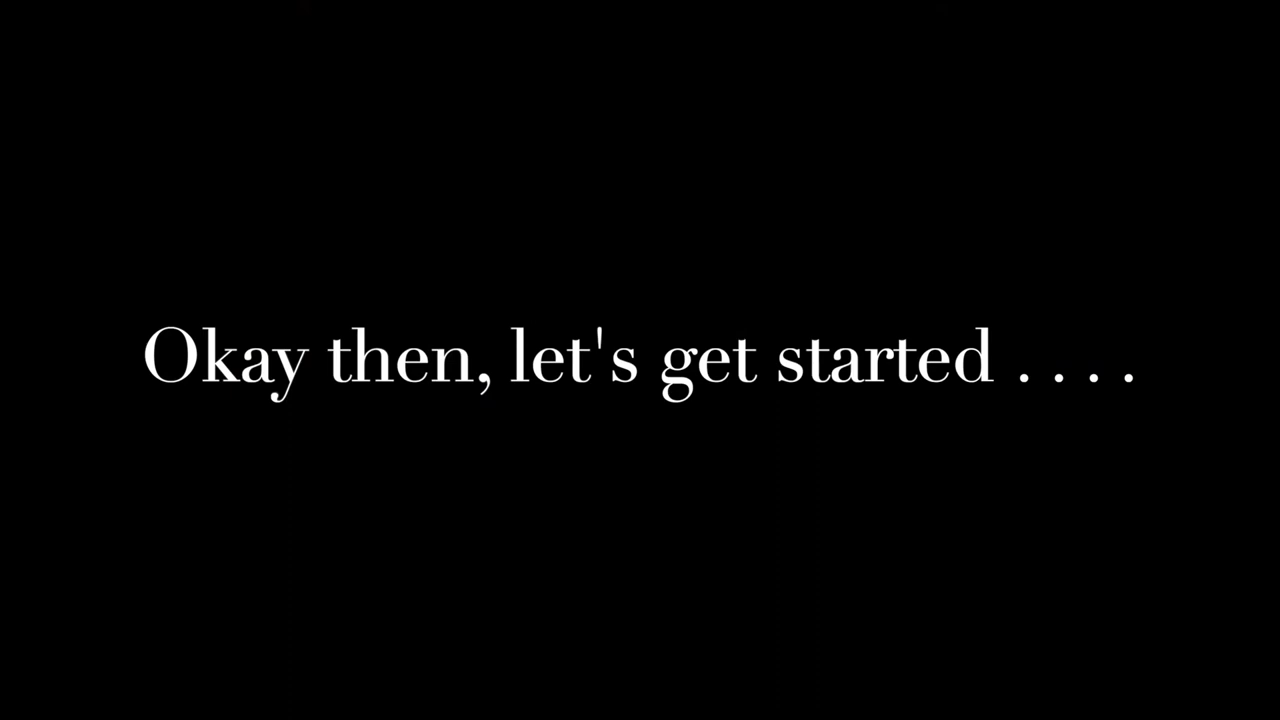 Okay then, let's get started . . . .